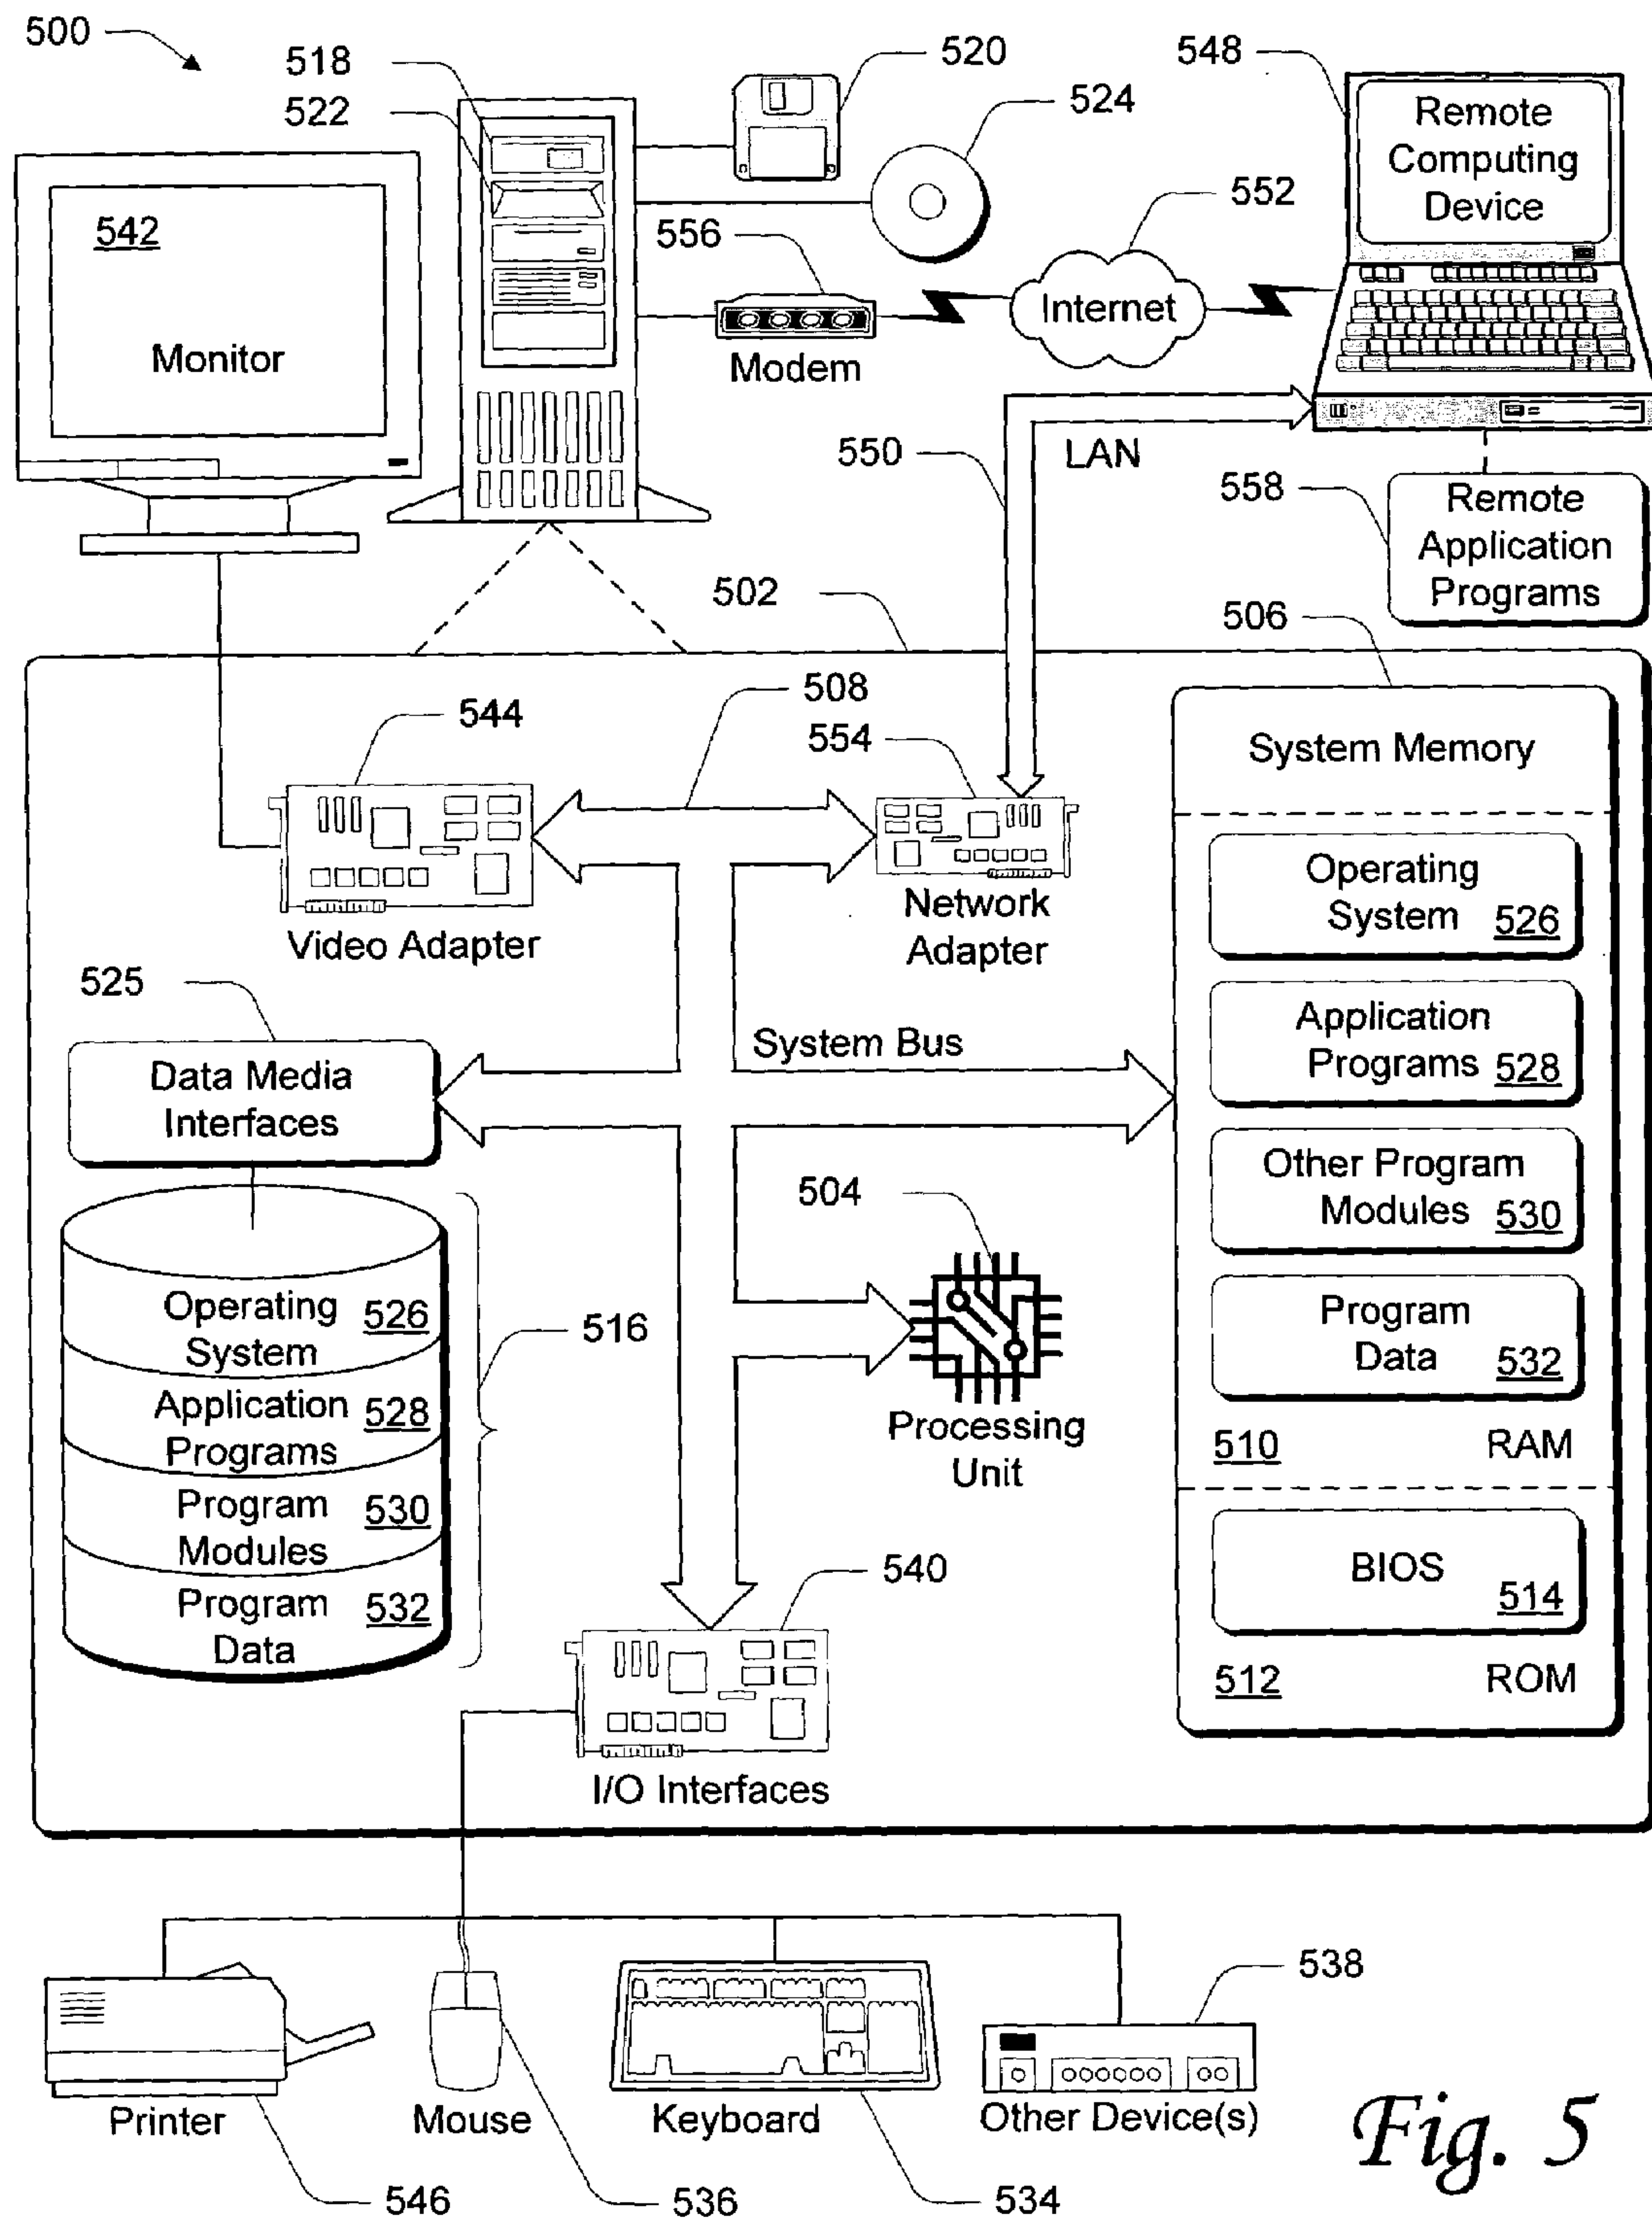 500
518
522
520
524
548
Remote
Computing
Device
542
Monitor
556
Modem
552
Internet
550
LAN
558
Remote
Application
Programs
502
506
System Memory
544
508
554
Video Adapter
Network
Adapter
Operating
System 526
Application
Programs 528
Other Program
Modules 530
Program
Data 532
510 RAM
BIOS
514
512 ROM
525
Data Media
Interfaces
System Bus
504
Processing
Unit
Operating 526
System
Application 528
Programs
Program 530
Modules
Program 532
Data
516
540
I/O Interfaces
538
Printer
Mouse
Keyboard
Other Device(s)
546
536
534
Fig. 5